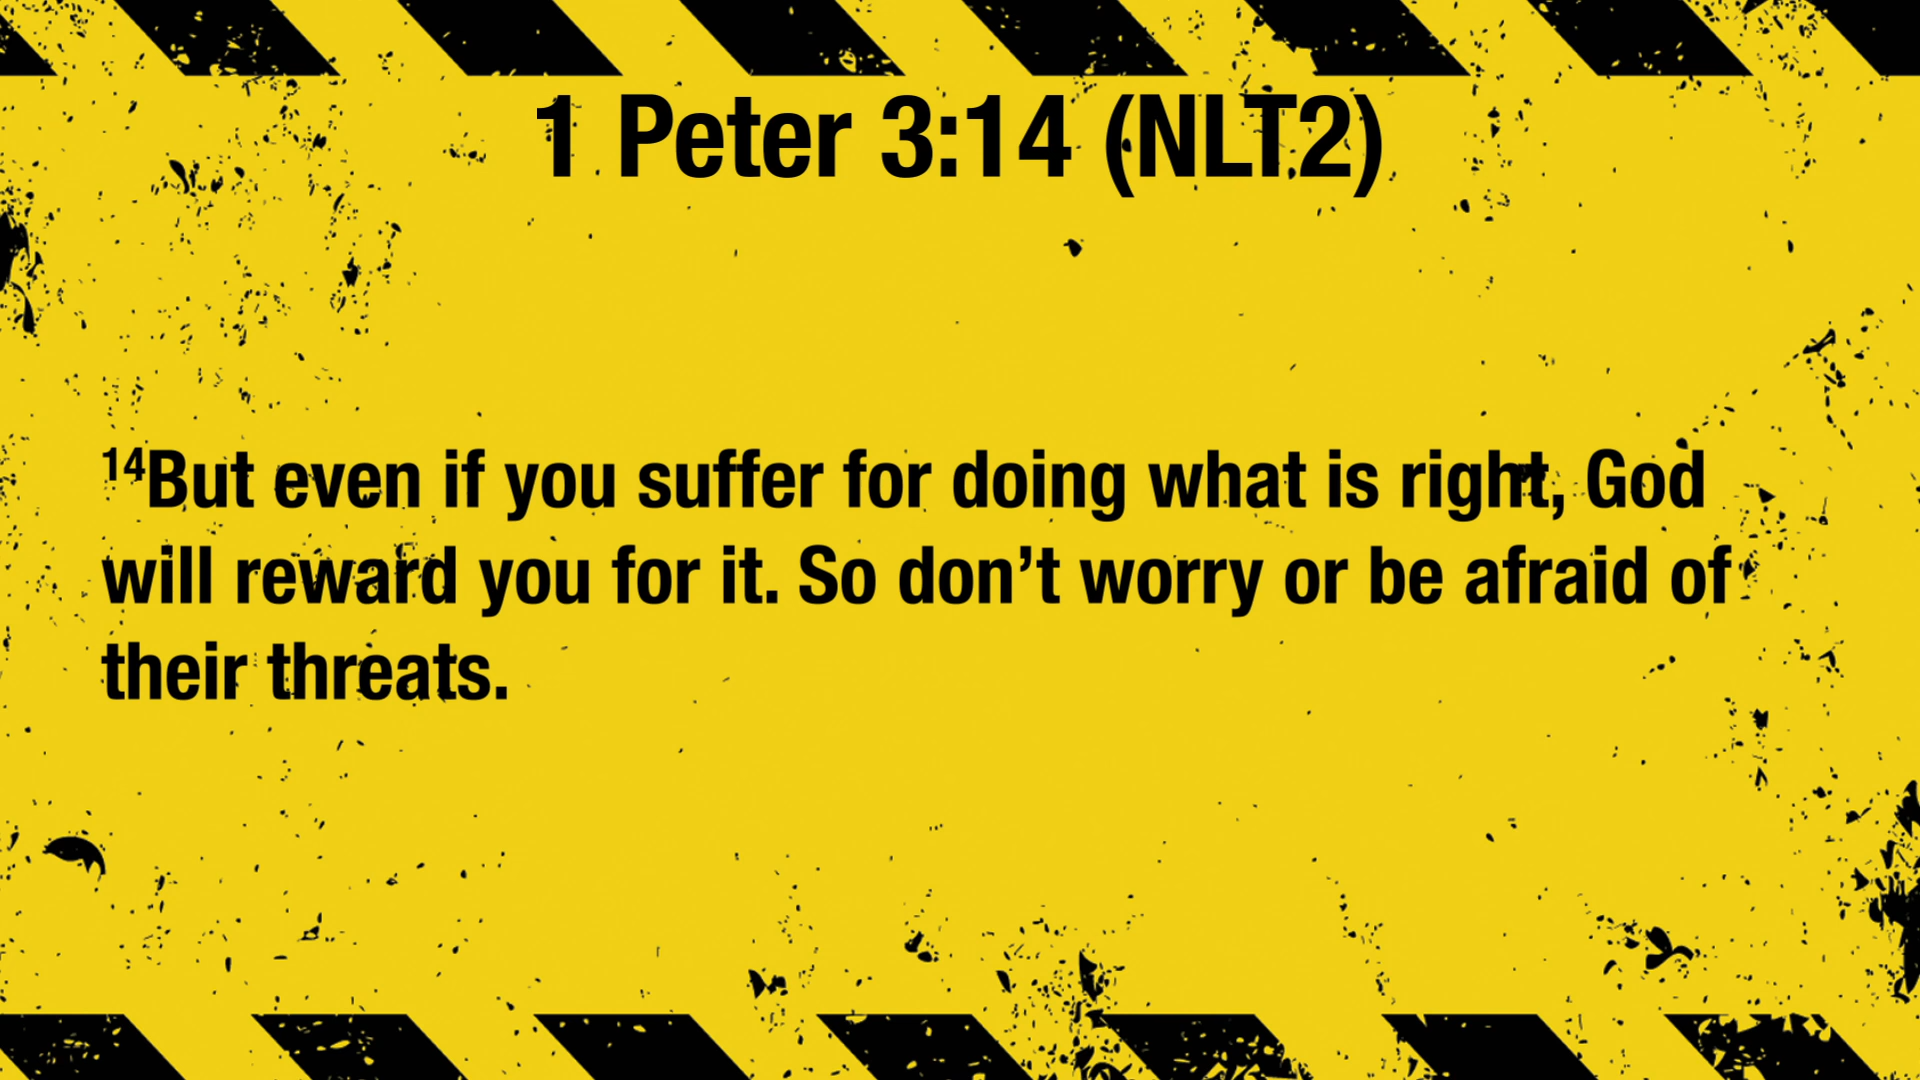 1 Peter 3:14 (NLT2)
14But even if you suffer for doing what is right, God
will reward you for it. So don’t worry or be afraid of
their threats.